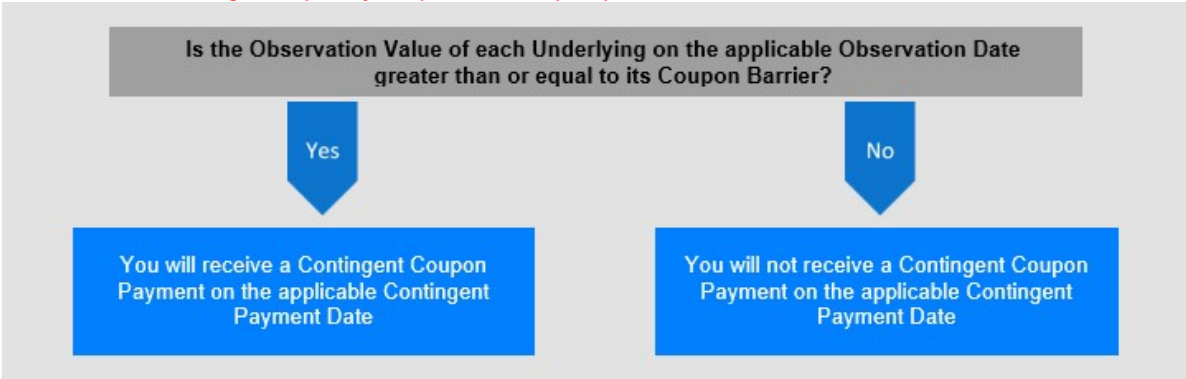 Is the Observation Value of each Underlying on the applicable Observation Date
greater than or equal to its Coupon Barrier?
Yes
No
You will receive a Contingent Coupon
Payment on the applicable Contingent
Payment Date
You will not receive a Contingent Coupon
Payment on the applicable Contingent
Payment Date